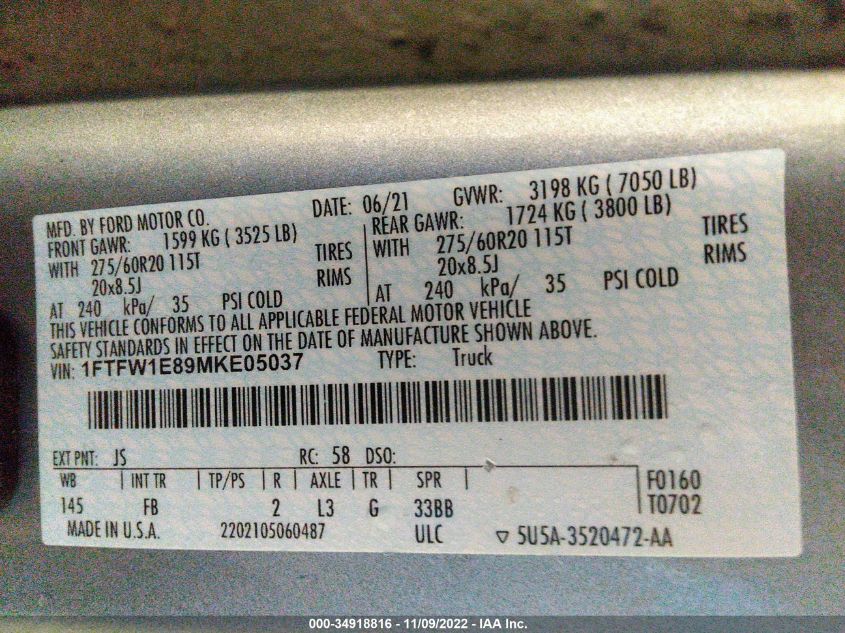 MFD. BY FORD MOTOR CO. DATE: 06/21 GVWR: 3198 KG ( 7050 LB)
FRONT GAWR: 1599 KG ( 3525 LB) REAR GAWR: 1724 KG ( 3800 LB)
WITH 275/60R20 115T TIRES WITH 275/60R20 115T TIRES
20x8.5J RIMS 20x8.5J RIMS
AT 240 kPa/ 35 PSI COLD AT 240 kPa/ 35 PSI COLD
THIS VEHICLE CONFORMS TO ALL APPLICABLE FEDERAL MOTOR VEHICLE
SAFETY STANDARDS IN EFFECT ON THE DATE OF MANUFACTURE SHOWN ABOVE.
VIN: 1FTFW1E89MKE05037 TYPE: Truck
EXT PNT: JS RC: 58 DSO:
WB INT TR TP/PS R AXLE TR SPR F0160
145 FB 2 L3 G 33BB T0702
MADE IN U.S.A. 2202105060487 ULC ▽ 5U5A-3520472-AA
000-34918816 - 11/09/2022 - IAA Inc.